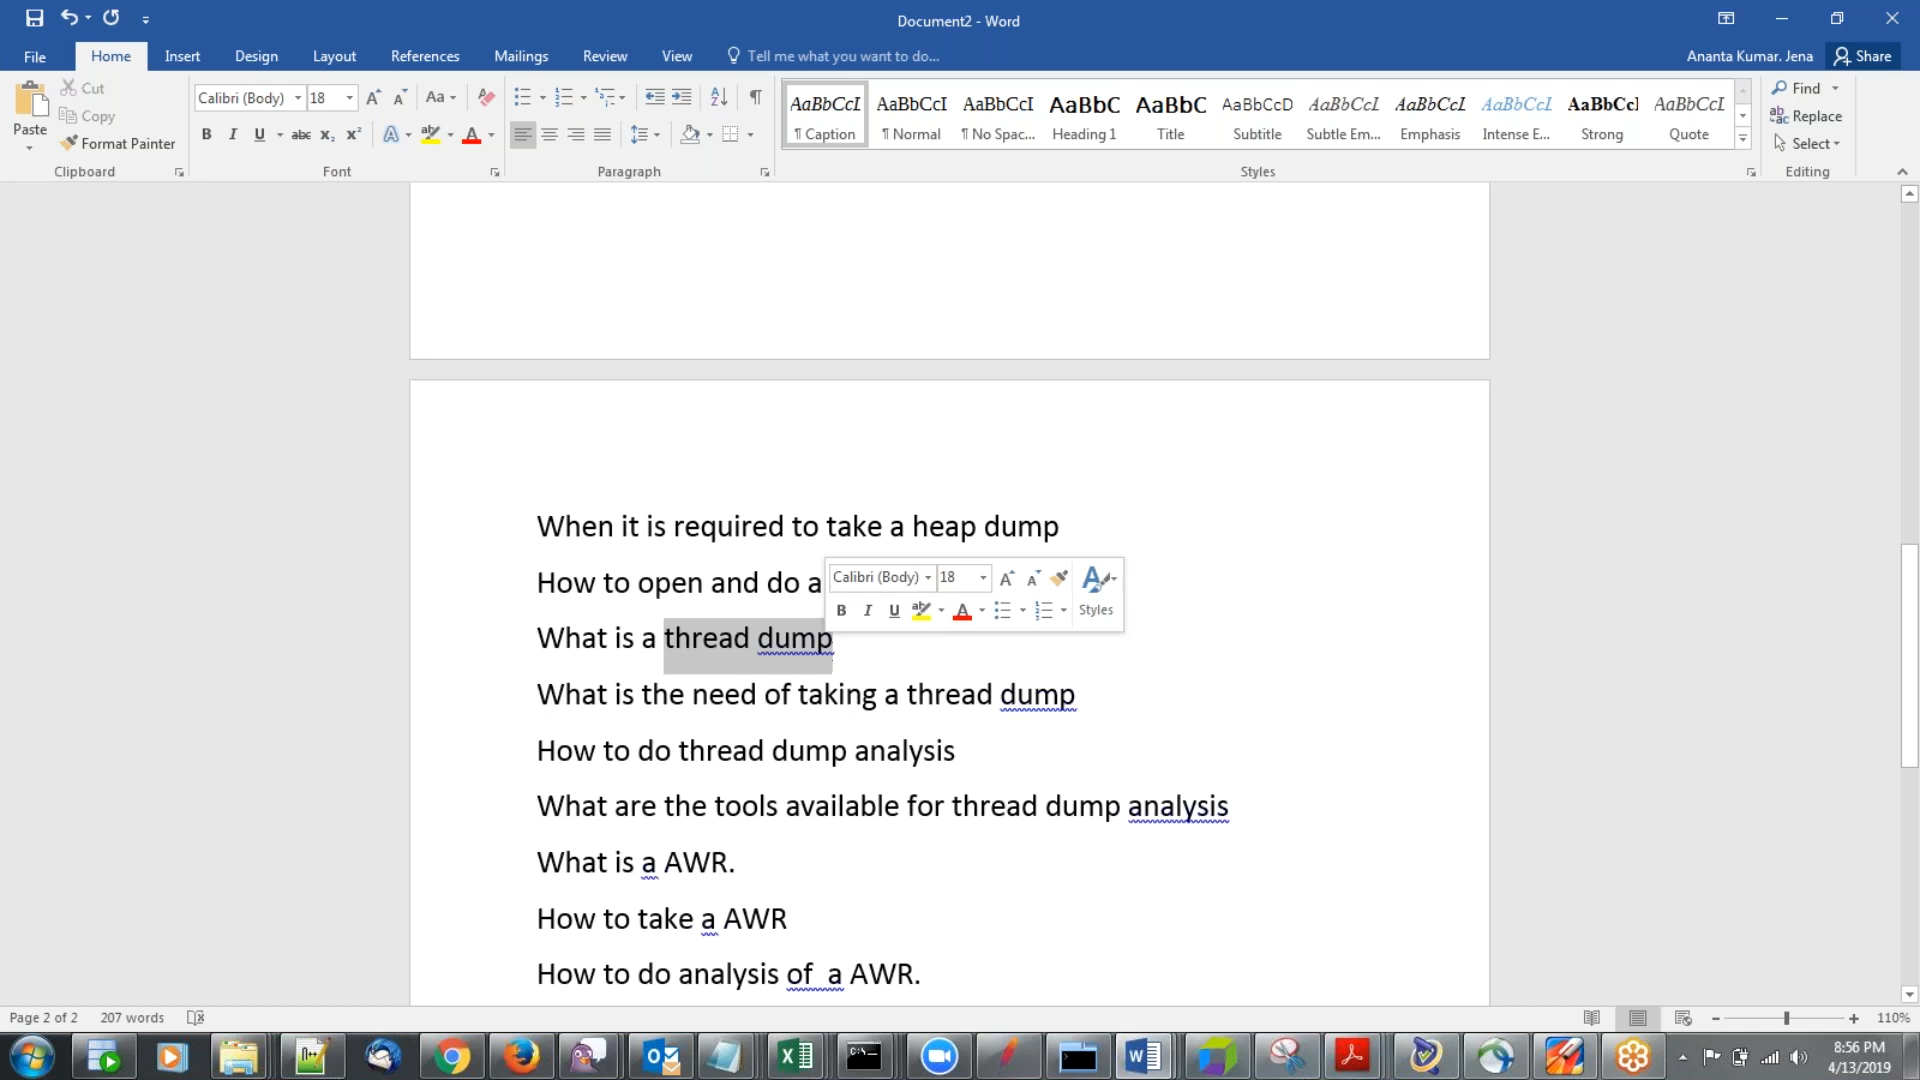 Document2 - Word
File Home Insert Design Layout References Mailings Review View Tell me what you want to do... Ananta Kumar. Jena Share
Paste Cut Copy Format Painter
Calibri (Body) 18
AaBbCcI AaBbCcI AaBbCcI AaBbC AaBbC AaBbCcD AaBbCcI AaBbCcI AaBbCcI AaBbCcI AaBbCcI
¶ Caption ¶ Normal ¶ No Spac... Heading 1 Title Subtitle Subtle Em... Emphasis Intense E... Strong Quote
Find Replace Select
Clipboard Font Paragraph Styles Editing
When it is required to take a heap dump
How to open and do a
Calibri (Body) 18
B I U Styles
What is a thread dump
What is the need of taking a thread dump
How to do thread dump analysis
What are the tools available for thread dump analysis
What is a AWR.
How to take a AWR
How to do analysis of  a AWR.
Page 2 of 2 207 words 110%
8:56 PM
4/13/2019